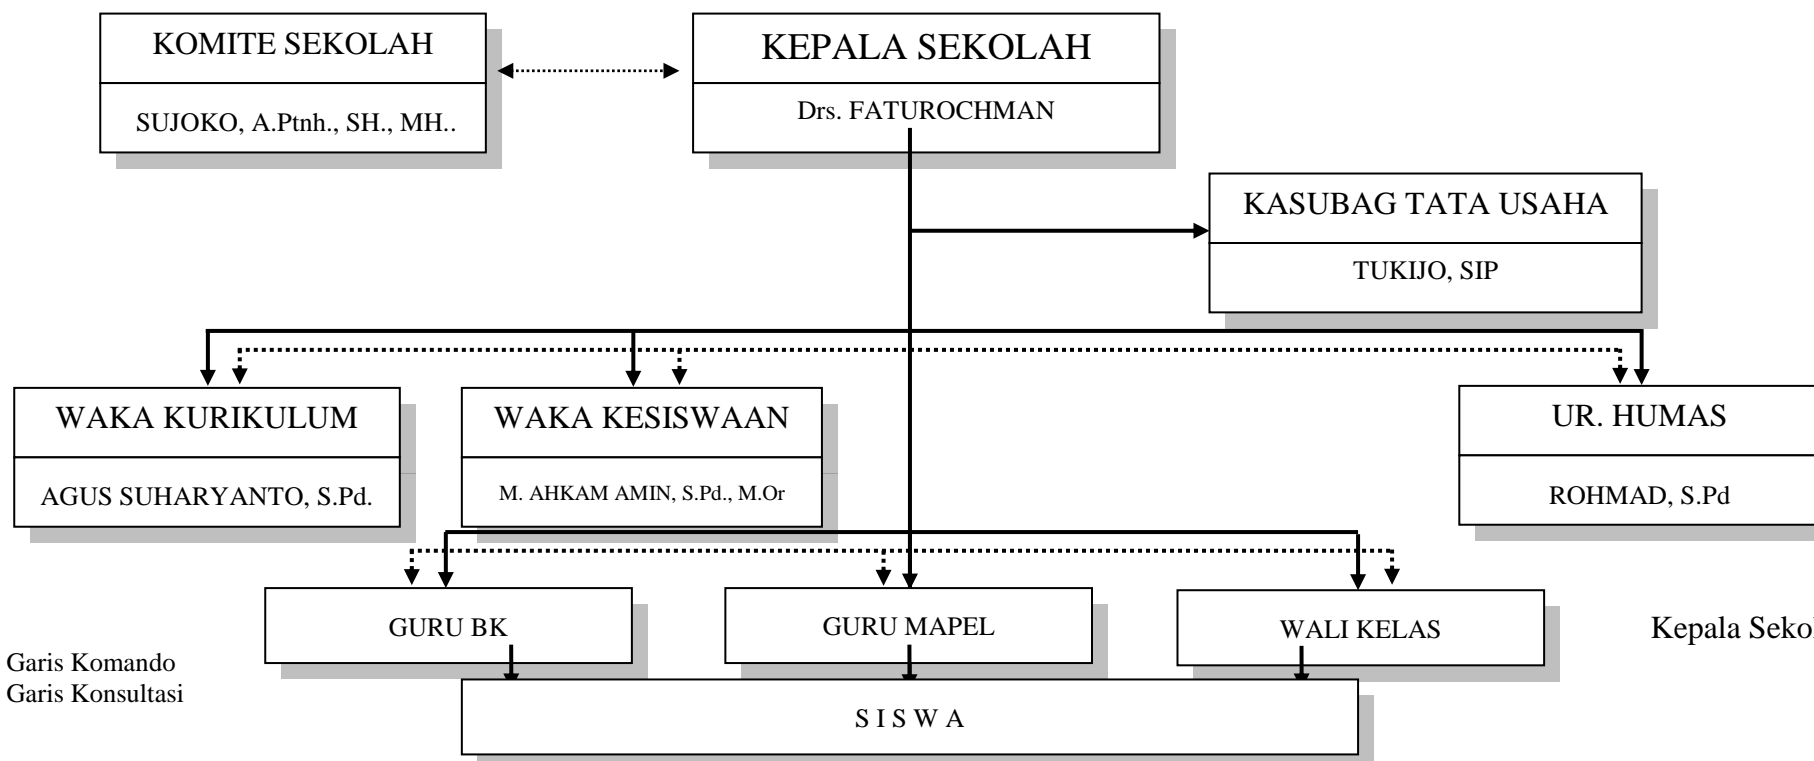 KOMITE SEKOLAH
SUJOKO, A.Ptnh., SH., MH..
KEPALA SEKOLAH
Drs. FATUROCHMAN
KASUBAG TATA USAHA
TUKIJO, SIP
WAKA KURIKULUM
AGUS SUHARYANTO, S.Pd.
WAKA KESISWAAN
M. AHKAM AMIN, S.Pd., M.Or
UR. HUMAS
ROHMAD, S.Pd
GURU BK
GURU MAPEL
WALI KELAS
Kepala
Garis Komando
Garis Konsultasi
S I S W A